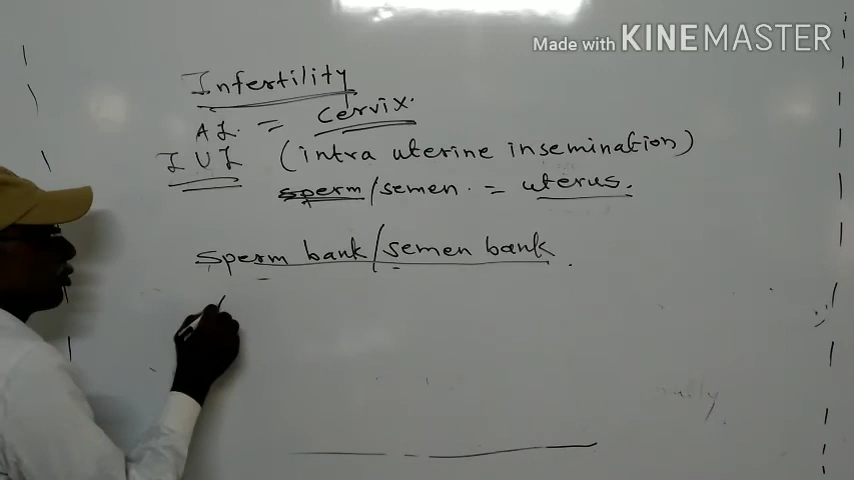 Made with KINEMASTER
Infertility
A I. = Cervix.
I U I (intra uterine insemination)
sperm/semen. = uterus.
sperm bank/semen bank.